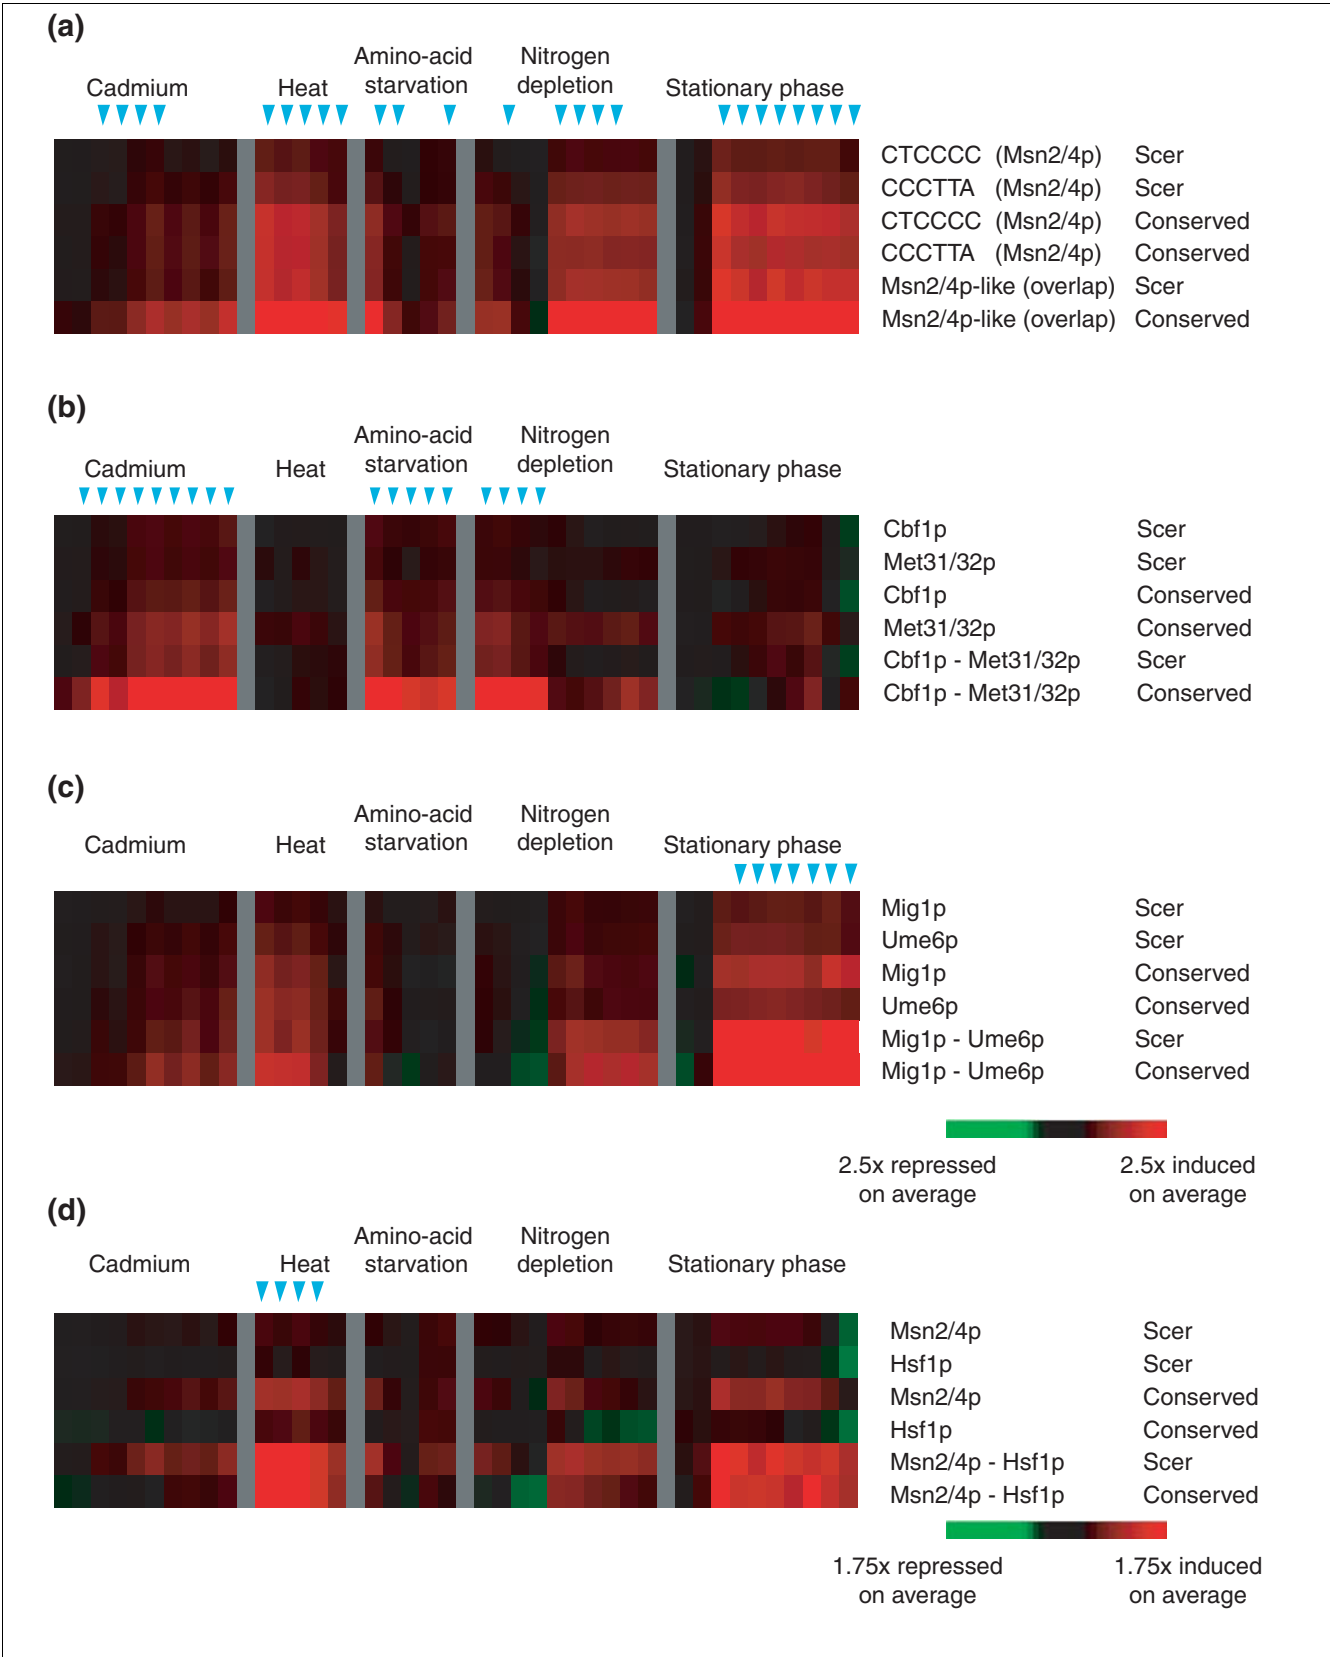 (a)
Amino-acid Nitrogen
Cadmium Heat starvation depletion Stationary phase
CTCCCC (Msn2/4p) Scer
CCCTTA (Msn2/4p) Scer
CTCCCC (Msn2/4p) Conserved
CCCTTA (Msn2/4p) Conserved
Msn2/4p-like (overlap) Scer
Msn2/4p-like (overlap) Conserved
(b)
Amino-acid Nitrogen
Cadmium Heat starvation depletion Stationary phase
Cbf1p Scer
Met31/32p Scer
Cbf1p Conserved
Met31/32p Conserved
Cbf1p - Met31/32p Scer
Cbf1p - Met31/32p Conserved
(c)
Amino-acid Nitrogen
Cadmium Heat starvation depletion Stationary phase
Mig1p Scer
Ume6p Scer
Mig1p Conserved
Ume6p Conserved
Mig1p - Ume6p Scer
Mig1p - Ume6p Conserved
2.5x repressed 2.5x induced
on average on average
(d)
Amino-acid Nitrogen
Cadmium Heat starvation depletion Stationary phase
Msn2/4p Scer
Hsf1p Scer
Msn2/4p Conserved
Hsf1p Conserved
Msn2/4p - Hsf1p Scer
Msn2/4p - Hsf1p Conserved
1.75x repressed 1.75x induced
on average on average